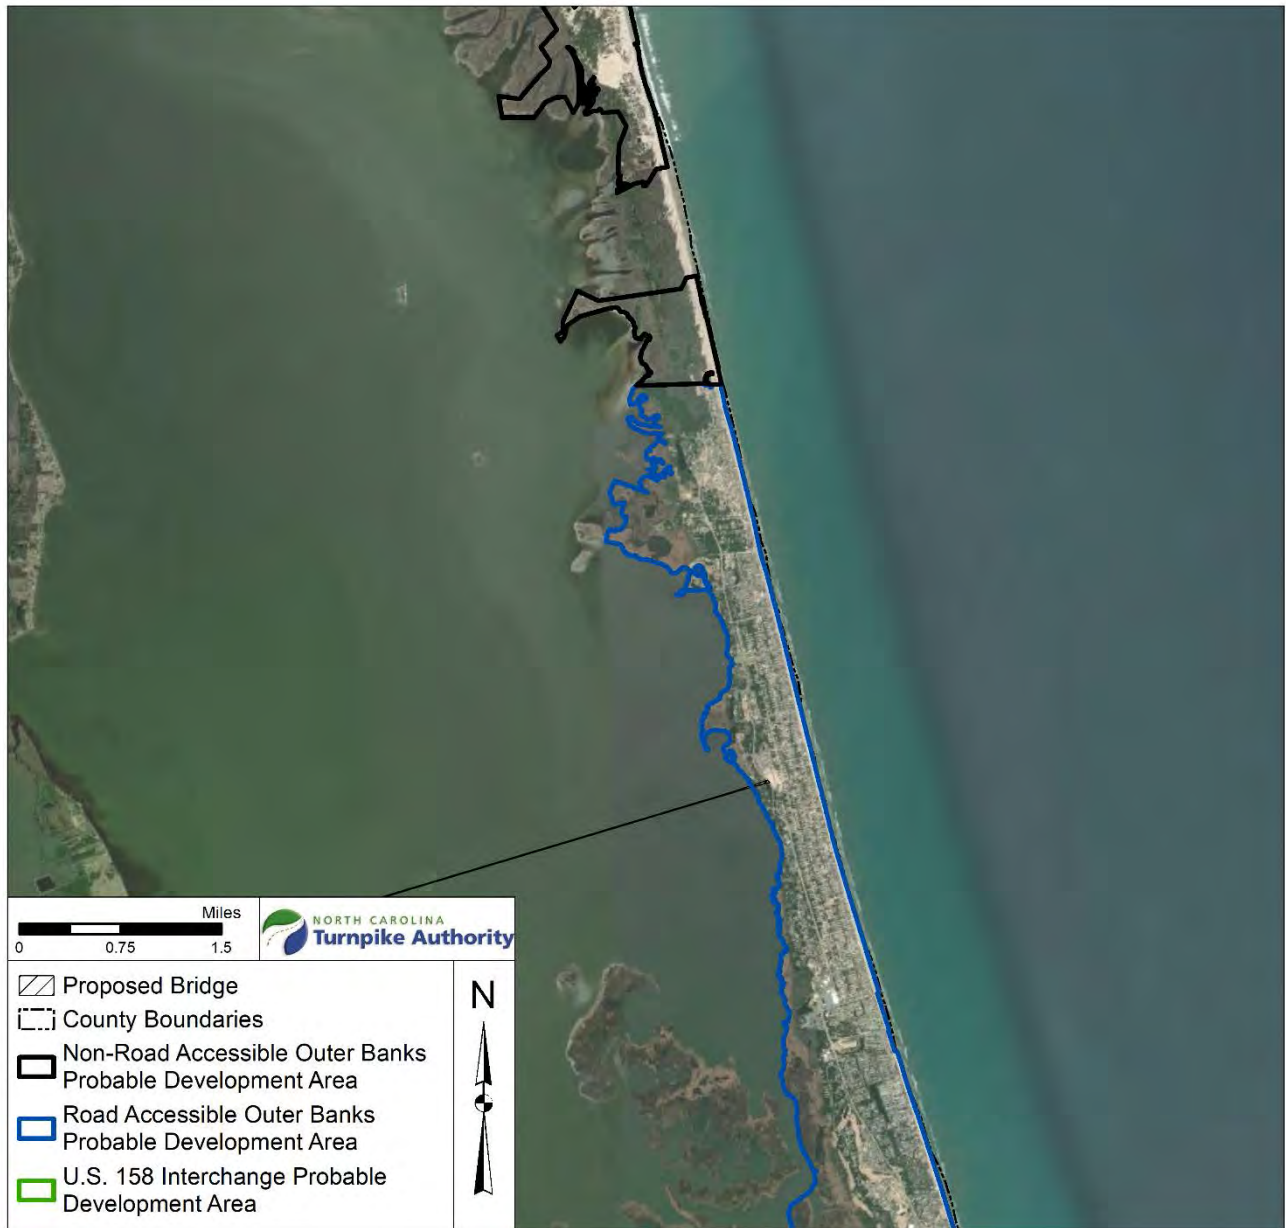 Miles
0 0.75 1.5
NORTH CAROLINA
Turnpike Authority
Proposed Bridge
County Boundaries
Non-Road Accessible Outer Banks
Probable Development Area
Road Accessible Outer Banks
Probable Development Area
U.S. 158 Interchange Probable
Development Area
N